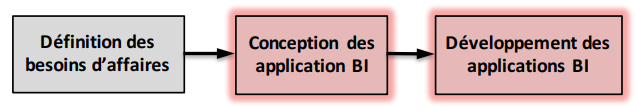 Définition des
besoins d’affaires
Conception des
application BI
Développement des
applications BI